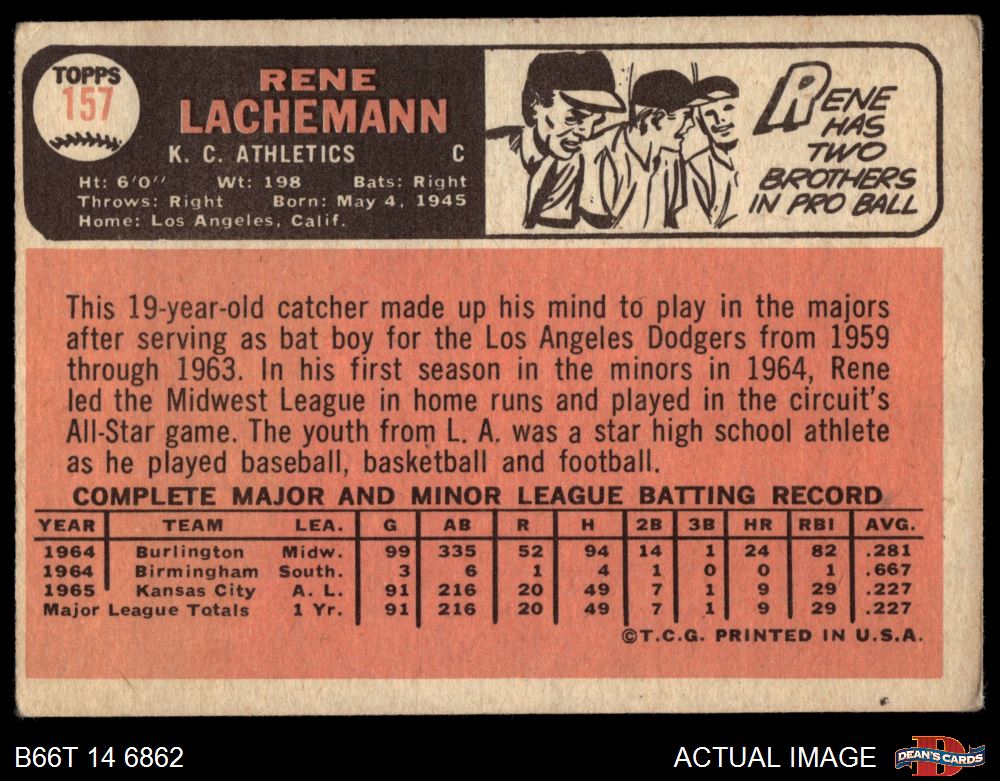 TOPPS
157
RENE
LACHEMANN
K. C. ATHLETICS C
Ht: 6'0" Wt: 198 Bats: Right
Throws: Right Born: May 4, 1945
Home: Los Angeles, Calif.
RENE
HAS
TWO
BROTHERS
IN PRO BALL
This 19-year-old catcher made up his mind to play in the majors
after serving as bat boy for the Los Angeles Dodgers from 1959
through 1963. In his first season in the minors in 1964, Rene
led the Midwest League in home runs and played in the circuit's
All-Star game. The youth from L. A. was a star high school athlete
as he played baseball, basketball and football.
COMPLETE MAJOR AND MINOR LEAGUE BATTING RECORD
YEAR TEAM LEA. G AB R H 2B 3B HR RBI AVG.
1964 Burlington Midw. 99 335 52 94 14 1 24 82 .281
1964 Birmingham South. 3 6 1 4 1 0 0 1 .667
1965 Kansas City A. L. 91 216 20 49 7 1 9 29 .227
Major League Totals 1 Yr. 91 216 20 49 7 1 9 29 .227
©T.C.G. PRINTED IN U.S.A.
B66T 14 6862
ACTUAL IMAGE
D
DEAN'S CARDS